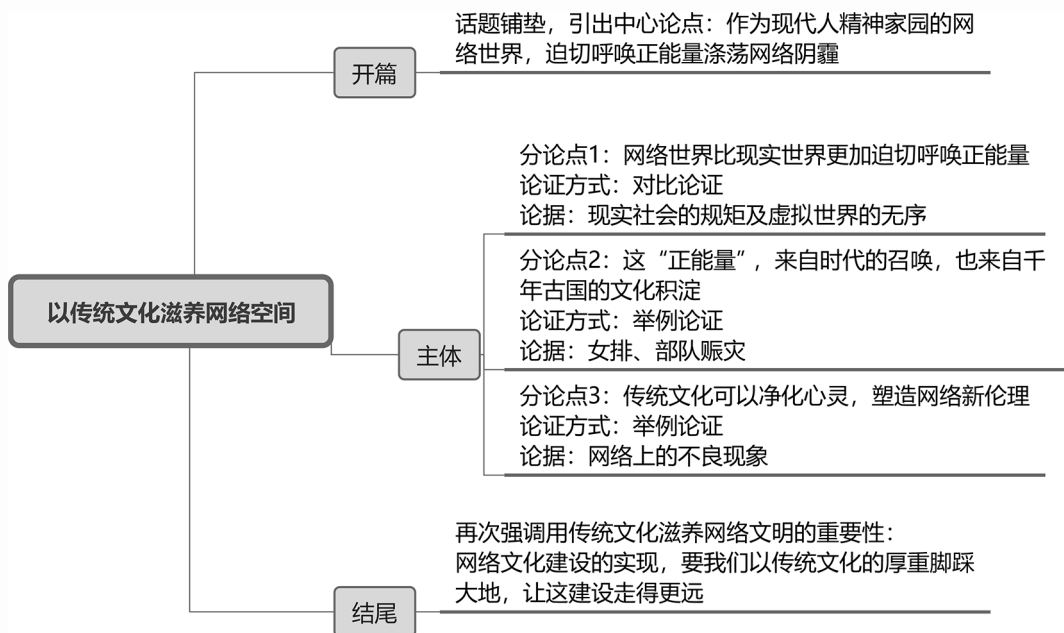 以传统文化滋养网络空间
开篇
话题铺垫，引出中心论点：作为现代人精神家园的网
络世界，迫切呼唤正能量涤荡网络阴霾
主体
分论点1：网络世界比现实世界更加迫切呼唤正能量
论证方式：对比论证
论据：现实社会的规矩及虚拟世界的无序
分论点2：这“正能量”，来自时代的召唤，也来自千
年古国的文化积淀
论证方式：举例论证
论据：女排、部队赈灾
分论点3：传统文化可以净化心灵，塑造网络新伦理
论证方式：举例论证
论据：网络上的不良现象
结尾
再次强调用传统文化滋养网络文明的重要性：
网络文化建设的实现，要我们以传统文化的厚重脚踩
大地，让这建设走得更远